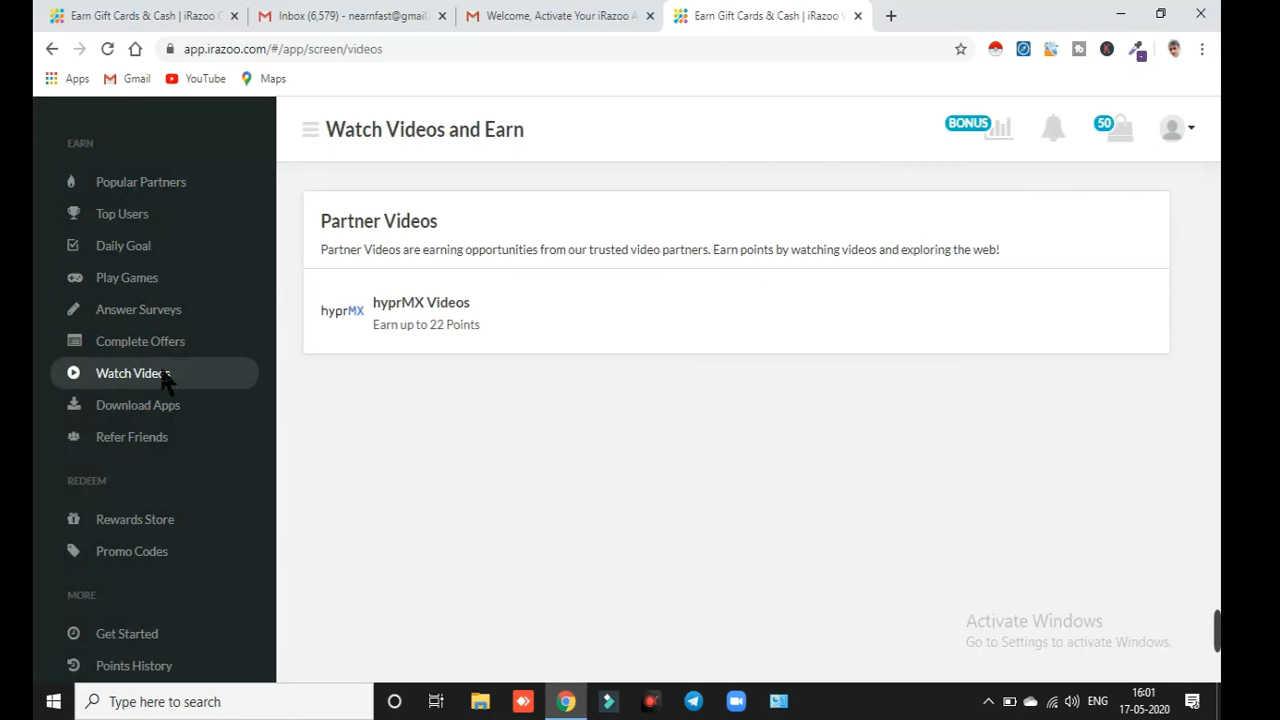 Earn Gift Cards & Cash | iRazoo G
Inbox (6,579) - nearnfast@gmail.
Welcome, Activate Your iRazoo A
Earn Gift Cards & Cash | iRazoo V
app.irazoo.com/#/app/screen/videos
Apps
Gmail
YouTube
Maps
EARN
Popular Partners
Top Users
Daily Goal
Play Games
Answer Surveys
Complete Offers
Watch Videos
Download Apps
Refer Friends
REDEEM
Rewards Store
Promo Codes
MORE
Get Started
Points History
Watch Videos and Earn
BONUS
50
Partner Videos
Partner Videos are earning opportunities from our trusted video partners. Earn points by watching videos and exploring the web!
hyprMX
hyprMX Videos
Earn up to 22 Points
Activate Windows
Go to Settings to activate Windows.
Type here to search
ENG
16:01
17-05-2020